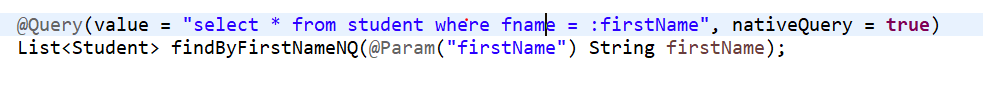 @Query(value = "select * from student where fname = :firstName", nativeQuery = true)
List<Student> findByFirstNameNQ(@Param("firstName") String firstName);